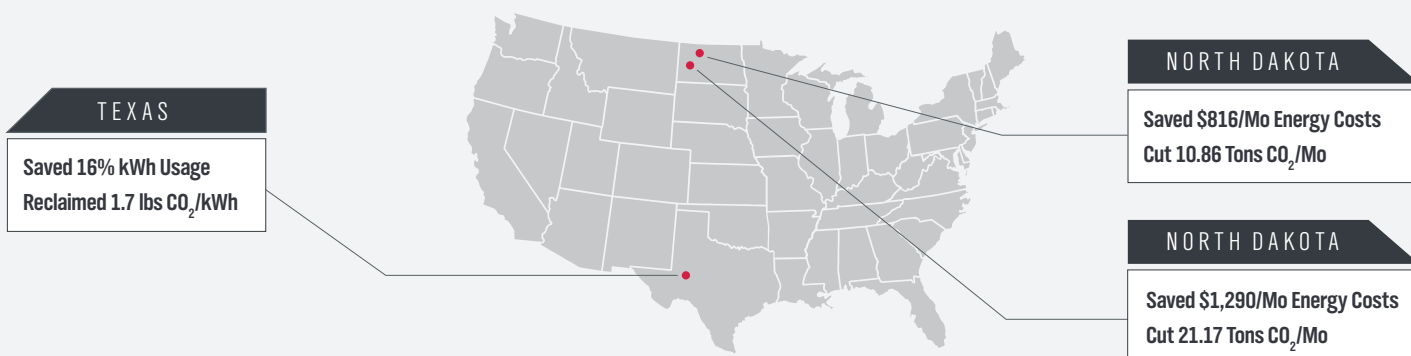 TEXAS
Saved 16% kWh Usage
Reclaimed 1.7 lbs CO₂/kWh
NORTH DAKOTA
Saved $816/Mo Energy Costs
Cut 10.86 Tons CO₂/Mo
NORTH DAKOTA
Saved $1,290/Mo Energy Costs
Cut 21.17 Tons CO₂/Mo